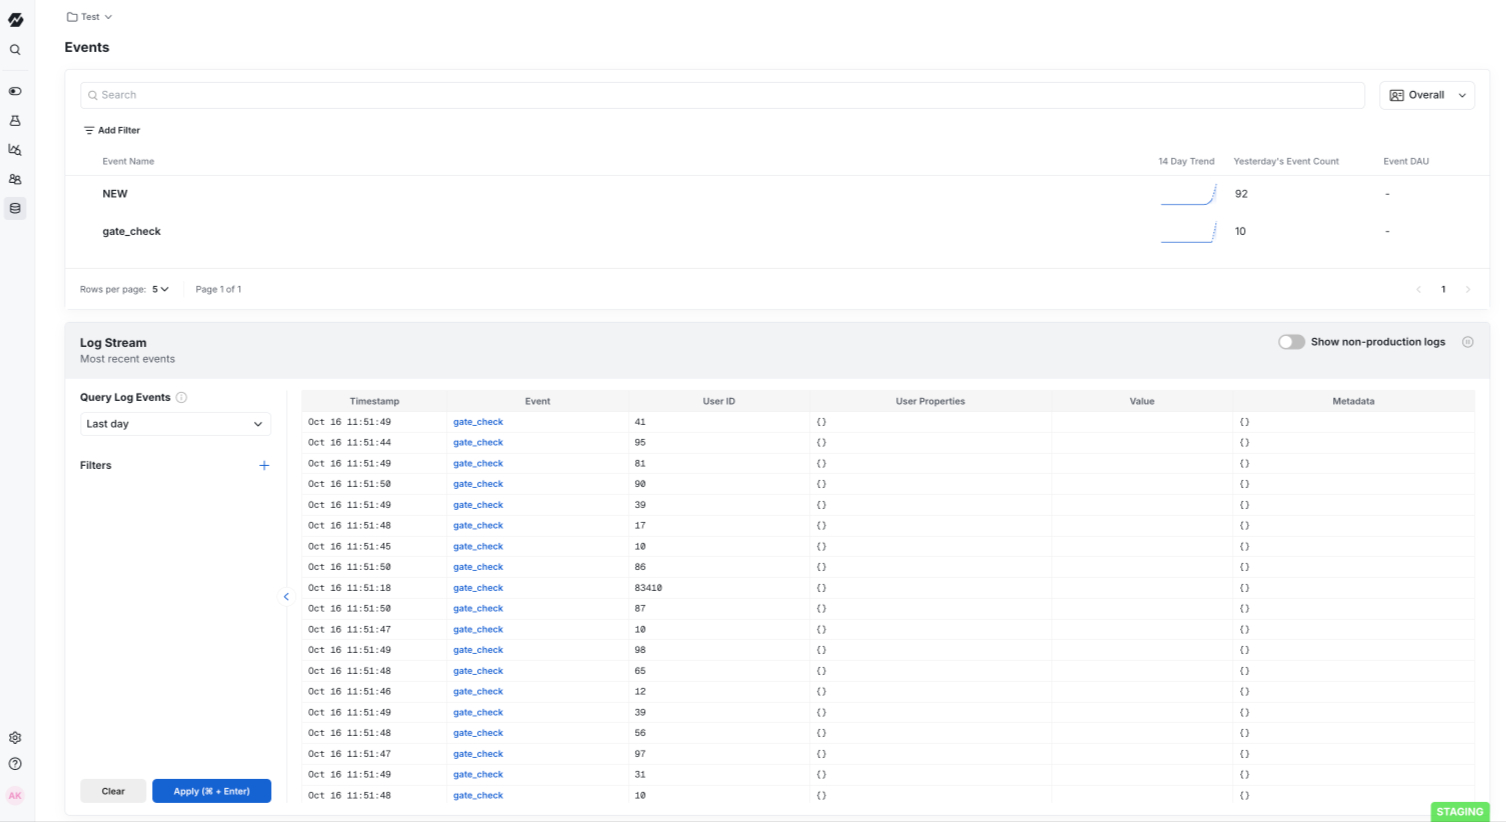 Test
Events
Search
Overall
Add Filter
Event Name 14 Day Trend Yesterday's Event Count Event DAU
NEW 92 -
gate_check 10 -
Rows per page: 5 Page 1 of 1 1
Log Stream
Most recent events
Show non-production logs
Query Log Events
Last day
Filters
Clear Apply (⌘ + Enter)
Timestamp Event User ID User Properties Value Metadata
Oct 16 11:51:49 gate_check 41 {} {}
Oct 16 11:51:44 gate_check 95 {} {}
Oct 16 11:51:49 gate_check 81 {} {}
Oct 16 11:51:50 gate_check 90 {} {}
Oct 16 11:51:49 gate_check 39 {} {}
Oct 16 11:51:48 gate_check 17 {} {}
Oct 16 11:51:45 gate_check 10 {} {}
Oct 16 11:51:50 gate_check 86 {} {}
Oct 16 11:51:18 gate_check 83410 {} {}
Oct 16 11:51:50 gate_check 87 {} {}
Oct 16 11:51:47 gate_check 10 {} {}
Oct 16 11:51:49 gate_check 98 {} {}
Oct 16 11:51:48 gate_check 65 {} {}
Oct 16 11:51:46 gate_check 12 {} {}
Oct 16 11:51:49 gate_check 39 {} {}
Oct 16 11:51:48 gate_check 56 {} {}
Oct 16 11:51:47 gate_check 97 {} {}
Oct 16 11:51:49 gate_check 31 {} {}
Oct 16 11:51:48 gate_check 10 {} {}
AK
STAGING